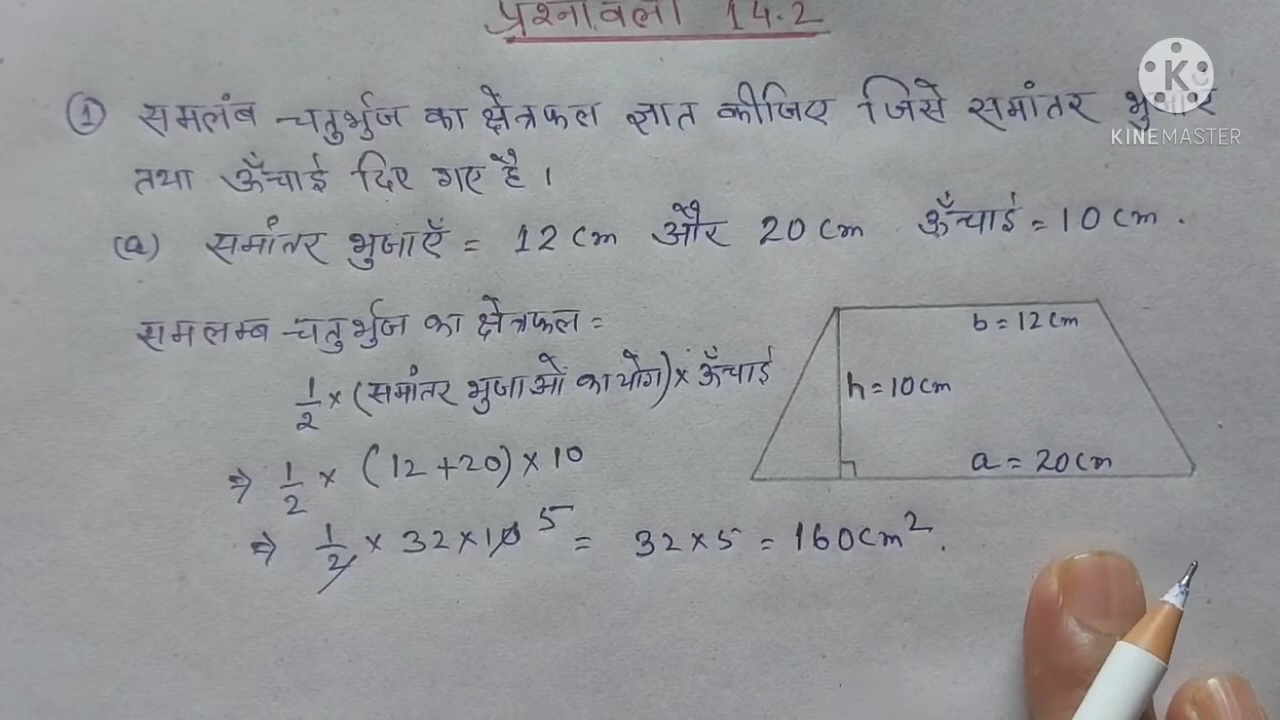 प्रश्नावली 14.2
① समलंब चतुर्भुज का क्षेत्रफल ज्ञात कीजिए जिसे समांतर
तथा ऊँचाई दिए गए है।
(a) समांतर भुजाएँ = 12 cm और 20 cm ऊँचाई = 10 cm.
समलम्ब चतुर्भुज का क्षेत्रफल =
1/2 × (समांतर भुजाओं का योग) × ऊँचाई
⇒ 1/2 × (12 + 20) × 10
⇒ 1/2 × 32 × 10 5 = 32 × 5 = 160 cm².
b = 12 cm
h = 10 cm
a = 20 cm
K
KINEMASTER